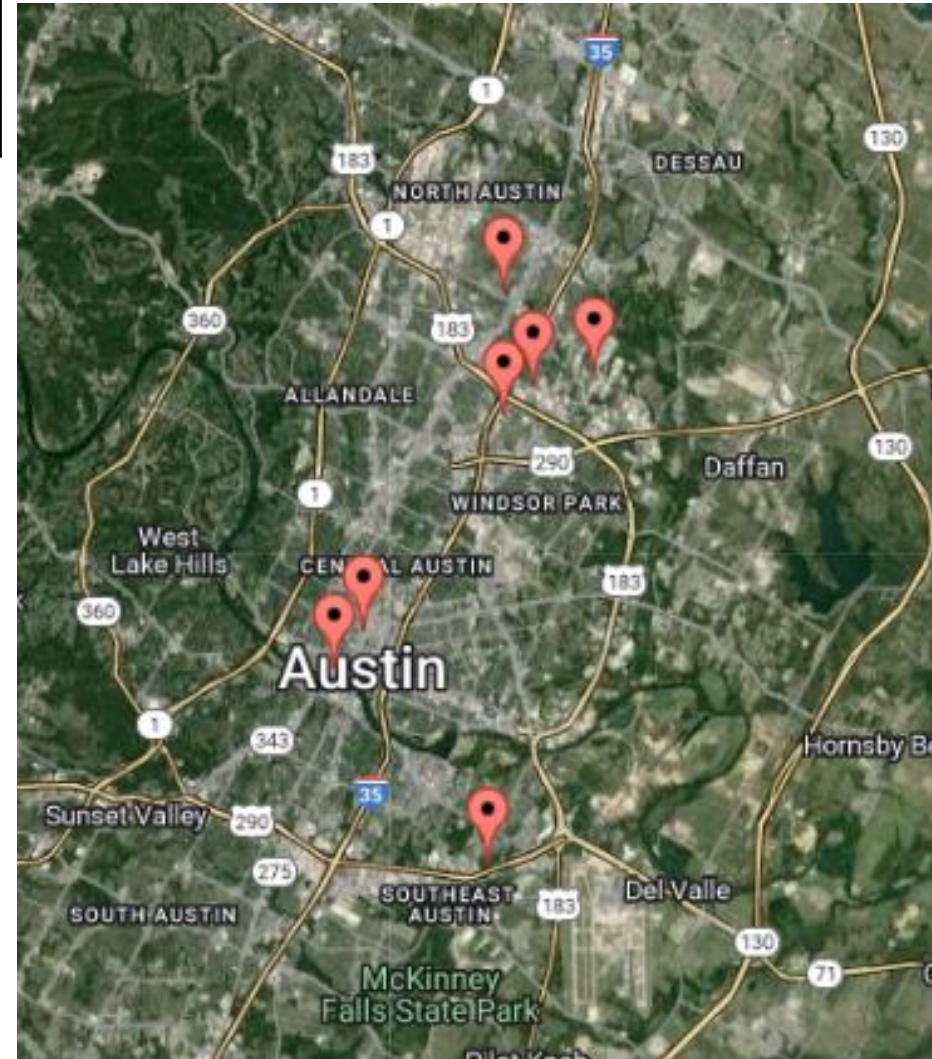 35
1
130
183
DESSAU
NORTH AUSTIN
1
360
183
ALLANDALE
130
290
Daffan
1
WINDSOR PARK
West
Lake Hills
CENTRAL AUSTIN
183
360
Austin
1
343
Hornsby Be
35
Sunset Valley
290
275
SOUTHEAST
AUSTIN
Del Valle
183
SOUTH AUSTIN
130
71
McKinney
Falls State Park